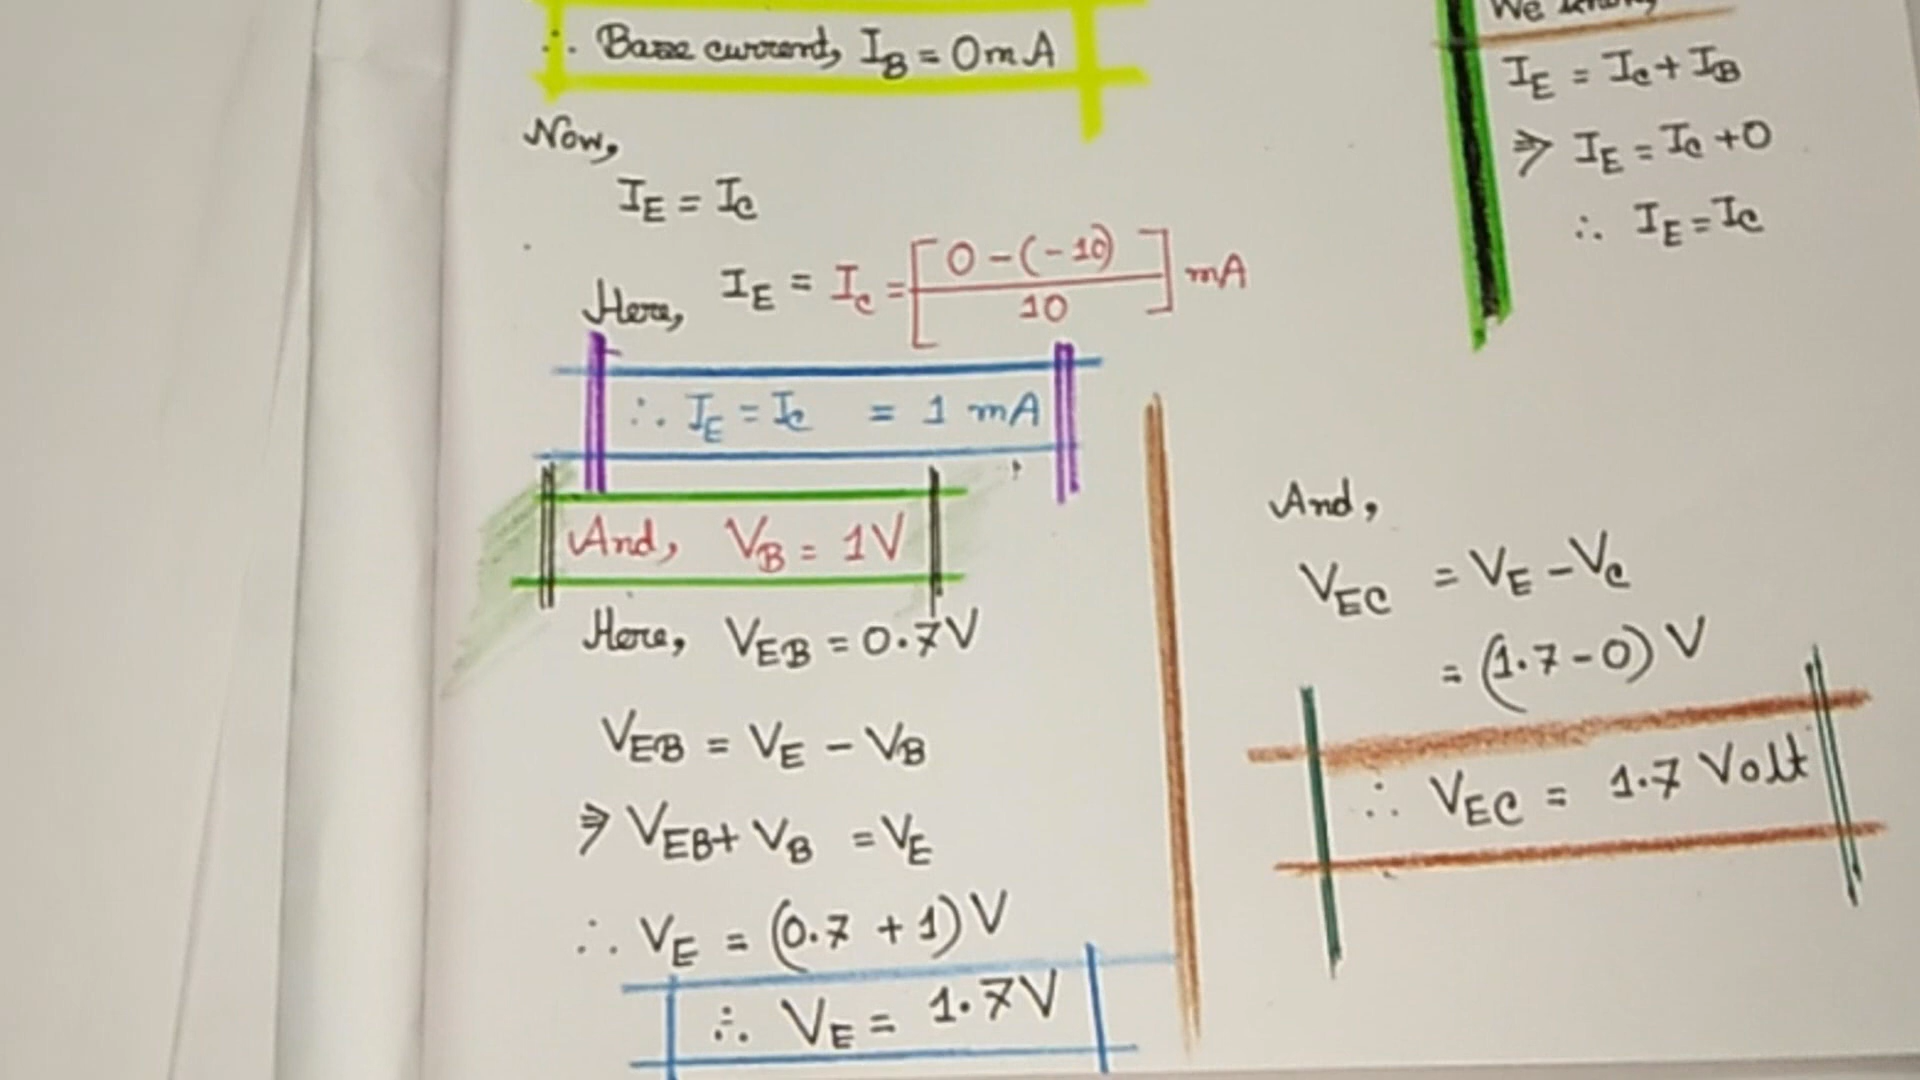 ∴ Base current, I_B = 0mA
Now,
I_E = I_C
Here, I_E = I_C = [0-(-10)/10] mA
∴ I_E = I_C = 1 mA
And, V_B = 1V
Here, V_EB = 0.7V
V_EB = V_E - V_B
⇒ V_EB + V_B = V_E
∴ V_E = (0.7 + 1)V
∴ V_E = 1.7V
We
I_E = I_C + I_B
⇒ I_E = I_C + 0
∴ I_E = I_C
And,
V_EC = V_E - V_C
= (1.7-0) V
∴ V_EC = 1.7 Volt